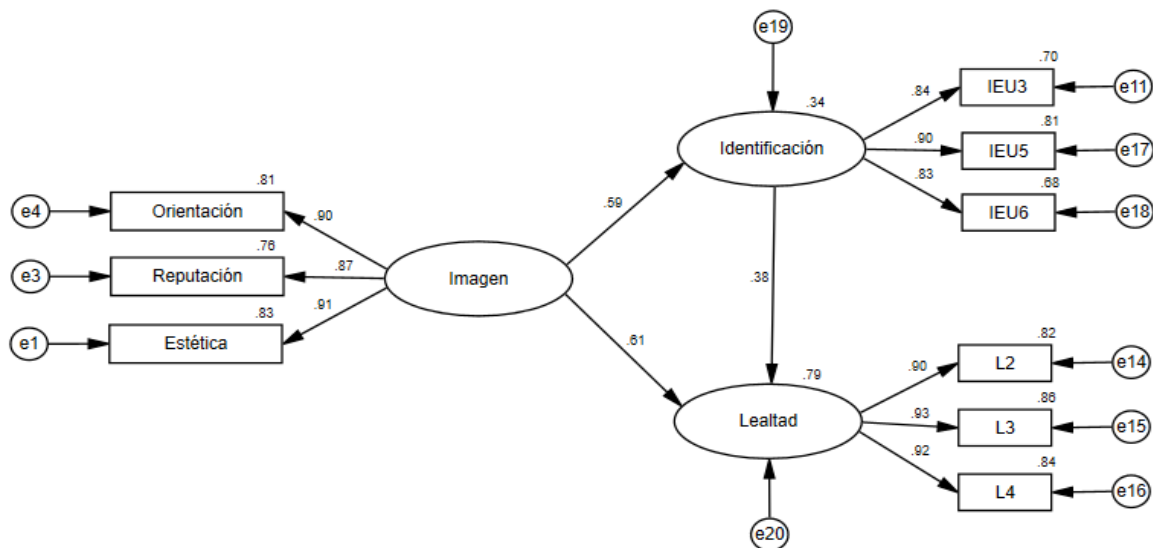 e19
.34
Identificación
.84
.90
.83
.70
IEU3
e11
.81
IEU5
e17
.68
IEU6
e18
.81
e4
Orientación
.90
.76
e3
Reputación
.87
.83
e1
Estética
.91
Imagen
.59
.61
.38
.79
Lealtad
.90
.93
.92
.82
L2
e14
.86
L3
e15
.84
L4
e16
e20